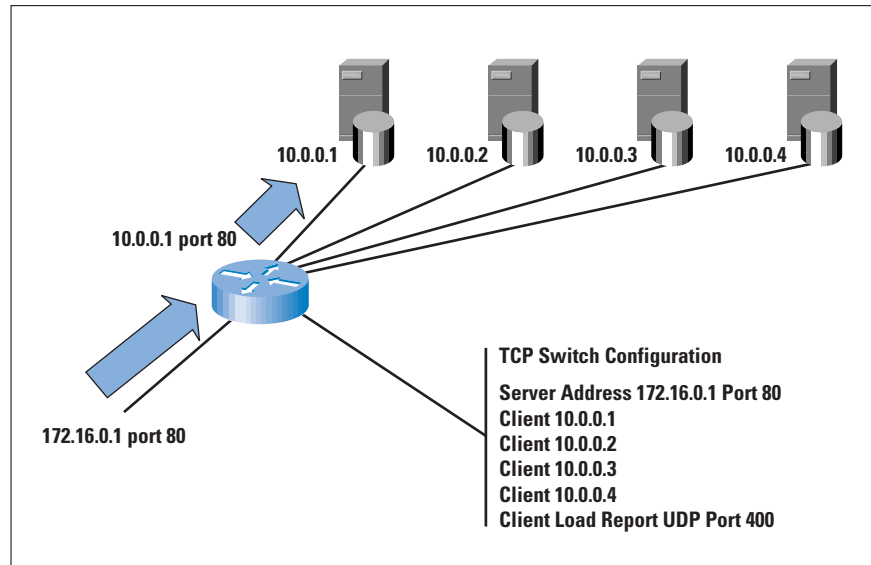 10.0.0.1
10.0.0.2
10.0.0.3
10.0.0.4
10.0.0.1 port 80
172.16.0.1 port 80
TCP Switch Configuration
Server Address 172.16.0.1 Port 80
Client 10.0.0.1
Client 10.0.0.2
Client 10.0.0.3
Client 10.0.0.4
Client Load Report UDP Port 400